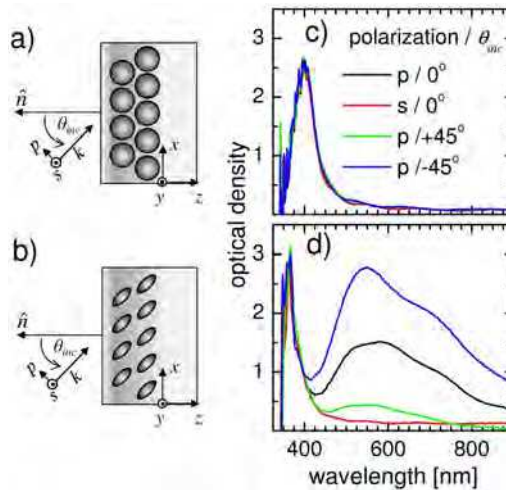 a)
n̂
θinc
p
s
k
x
y
z
b)
n̂
θinc
p
s
k
x
y
z
optical density
c)
polarization / θinc
p / 0°
s / 0°
p /+45°
p /-45°
3
2
1
d)
3
2
1
0
400
600
800
wavelength [nm]